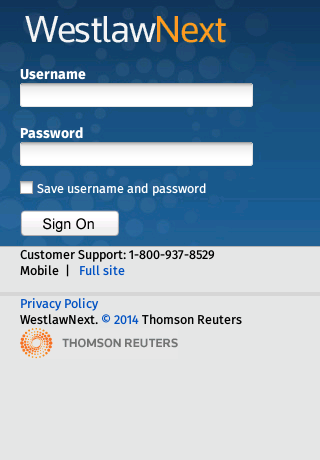 WestlawNext
Username
Password
Save username and password
Sign On
Customer Support: 1-800-937-8529
Mobile | Full site
Privacy Policy
WestlawNext. © 2014 Thomson Reuters
THOMSON REUTERS